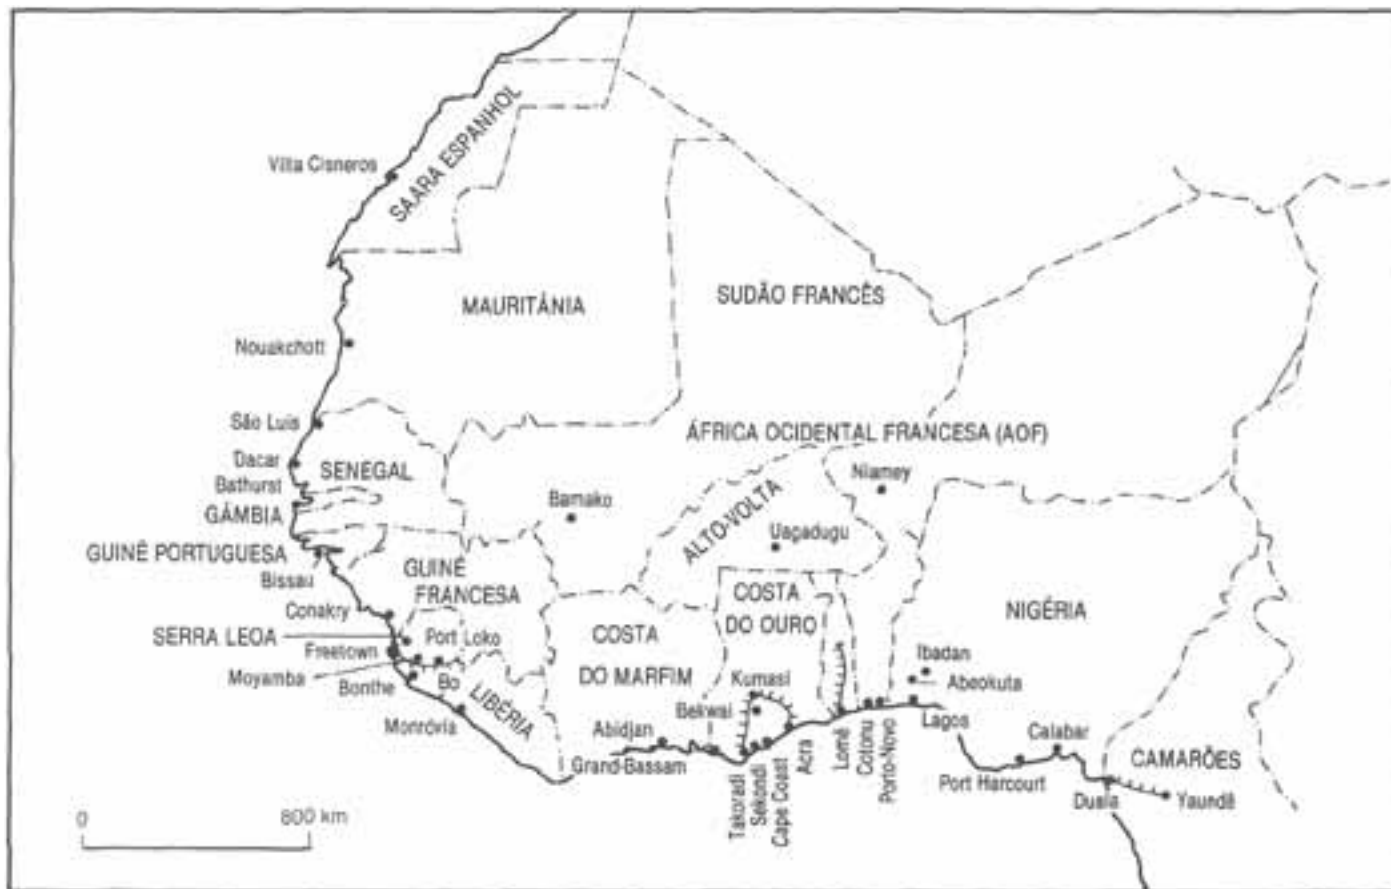 SAARA ESPANHOL
Villa Cisneros
MAURITÂNIA
SUDÃO FRANCÊS
Nouakchott
São Luis
ÁFRICA OCIDENTAL FRANCESA (AOF)
Dacar
SENEGAL
Niamey
Bathurst
ALTO-VOLTA
Bamako
GÂMBIA
Uaçadugu
GUINÉ PORTUGUESA
Bissau
GUINÉ
FRANCESA
COSTA
DO OURO
NIGÉRIA
Conakry
SERRA LEOA
Port Loko
COSTA
DO MARFIM
Freetown
Moyamba
Bo
Bonthe
LIBÉRIA
Kumasi
Ibadan
Abeokuta
Monróvia
Bekwai
Lagos
Abidjan
Grand-Bassam
Takoradi
Sekondi
Cape Coast
Acra
Lomé
Cotonu
Porto-Novo
Calabar
CAMARÕES
Port Harcourt
Duala
Yaundê
0 800 km